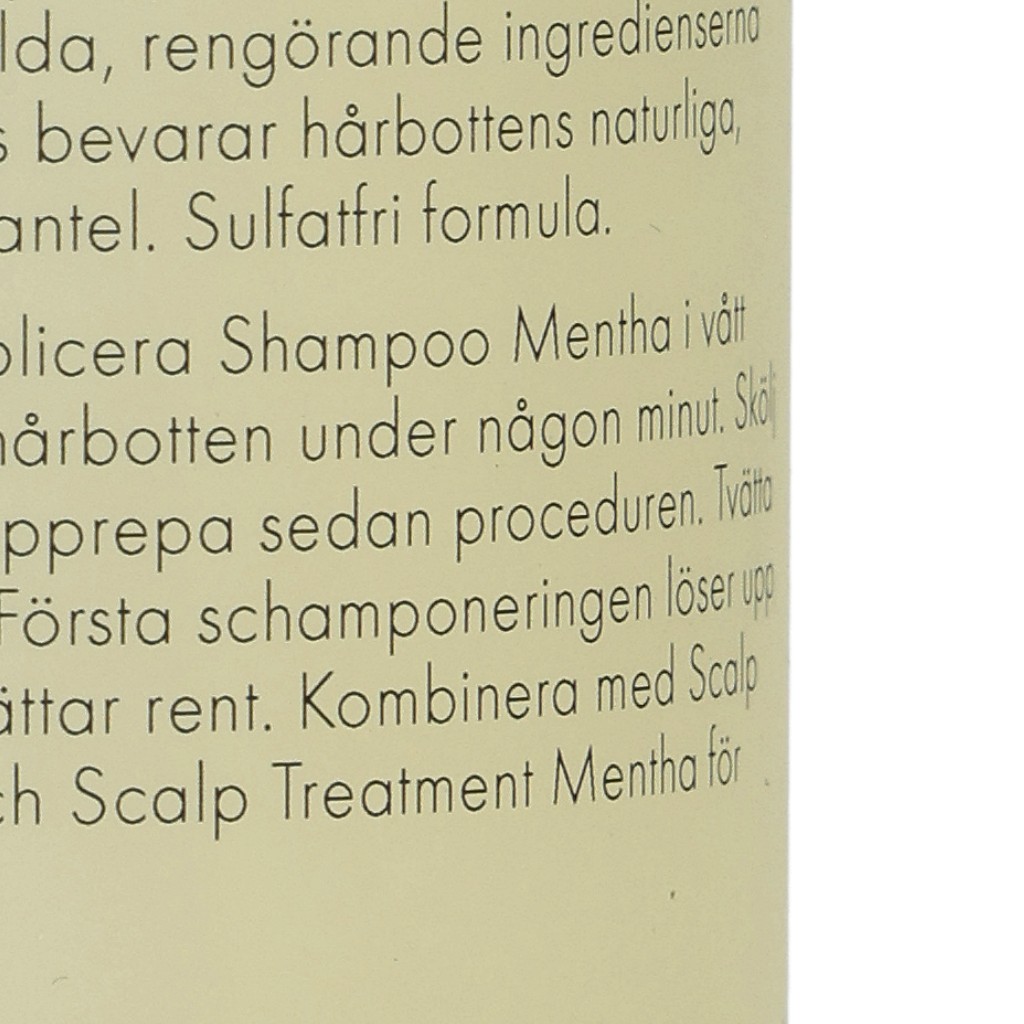 lda, rengörande ingredienserna
s bevarar hårbottens naturliga,
antel. Sulfatfri formula.
plicera Shampoo Mentha i vått
hårbotten under någon minut. Skölj
pprepa sedan proceduren. Tvätta
Första schamponeringen löser upp
ättar rent. Kombinera med Scalp
ch Scalp Treatment Mentha för